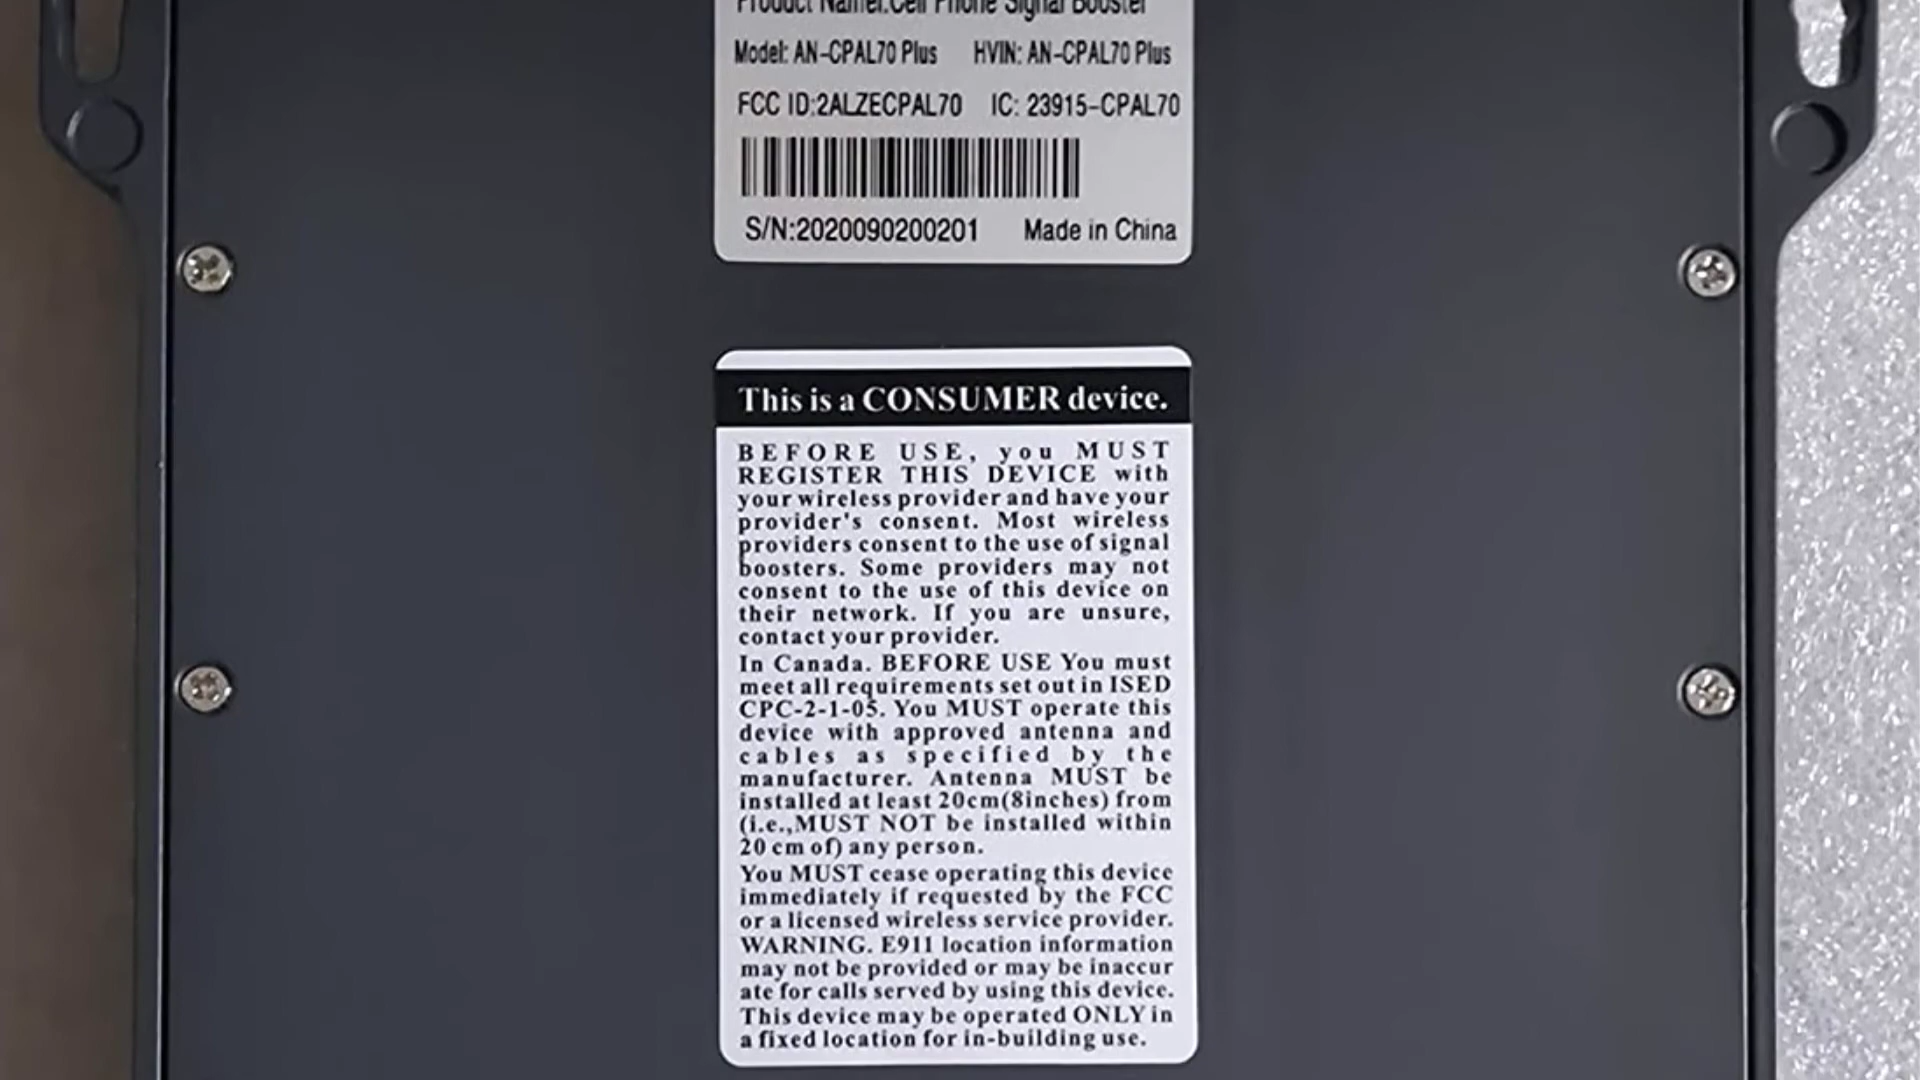 Product Name:Cell Phone Signal Booster
Model: AN-CPAL70 Plus HVIN: AN-CPAL70 Plus
FCC ID:2ALZECPAL70 IC: 23915-CPAL70
S/N:2020090200201 Made in China
This is a CONSUMER device.
BEFORE USE, you MUST
REGISTER THIS DEVICE with
your wireless provider and have your
provider's consent. Most wireless
providers consent to the use of signal
boosters. Some providers may not
consent to the use of this device on
their network. If you are unsure,
contact your provider.
In Canada. BEFORE USE You must
meet all requirements set out in ISED
CPC-2-1-05. You MUST operate this
device with approved antenna and
cables as specified by the
manufacturer. Antenna MUST be
installed at least 20cm(8inches) from
(i.e.,MUST NOT be installed within
20 cm of) any person.
You MUST cease operating this device
immediately if requested by the FCC
or a licensed wireless service provider.
WARNING. E911 location information
may not be provided or may be inaccur
ate for calls served by using this device.
This device may be operated ONLY in
a fixed location for in-building use.